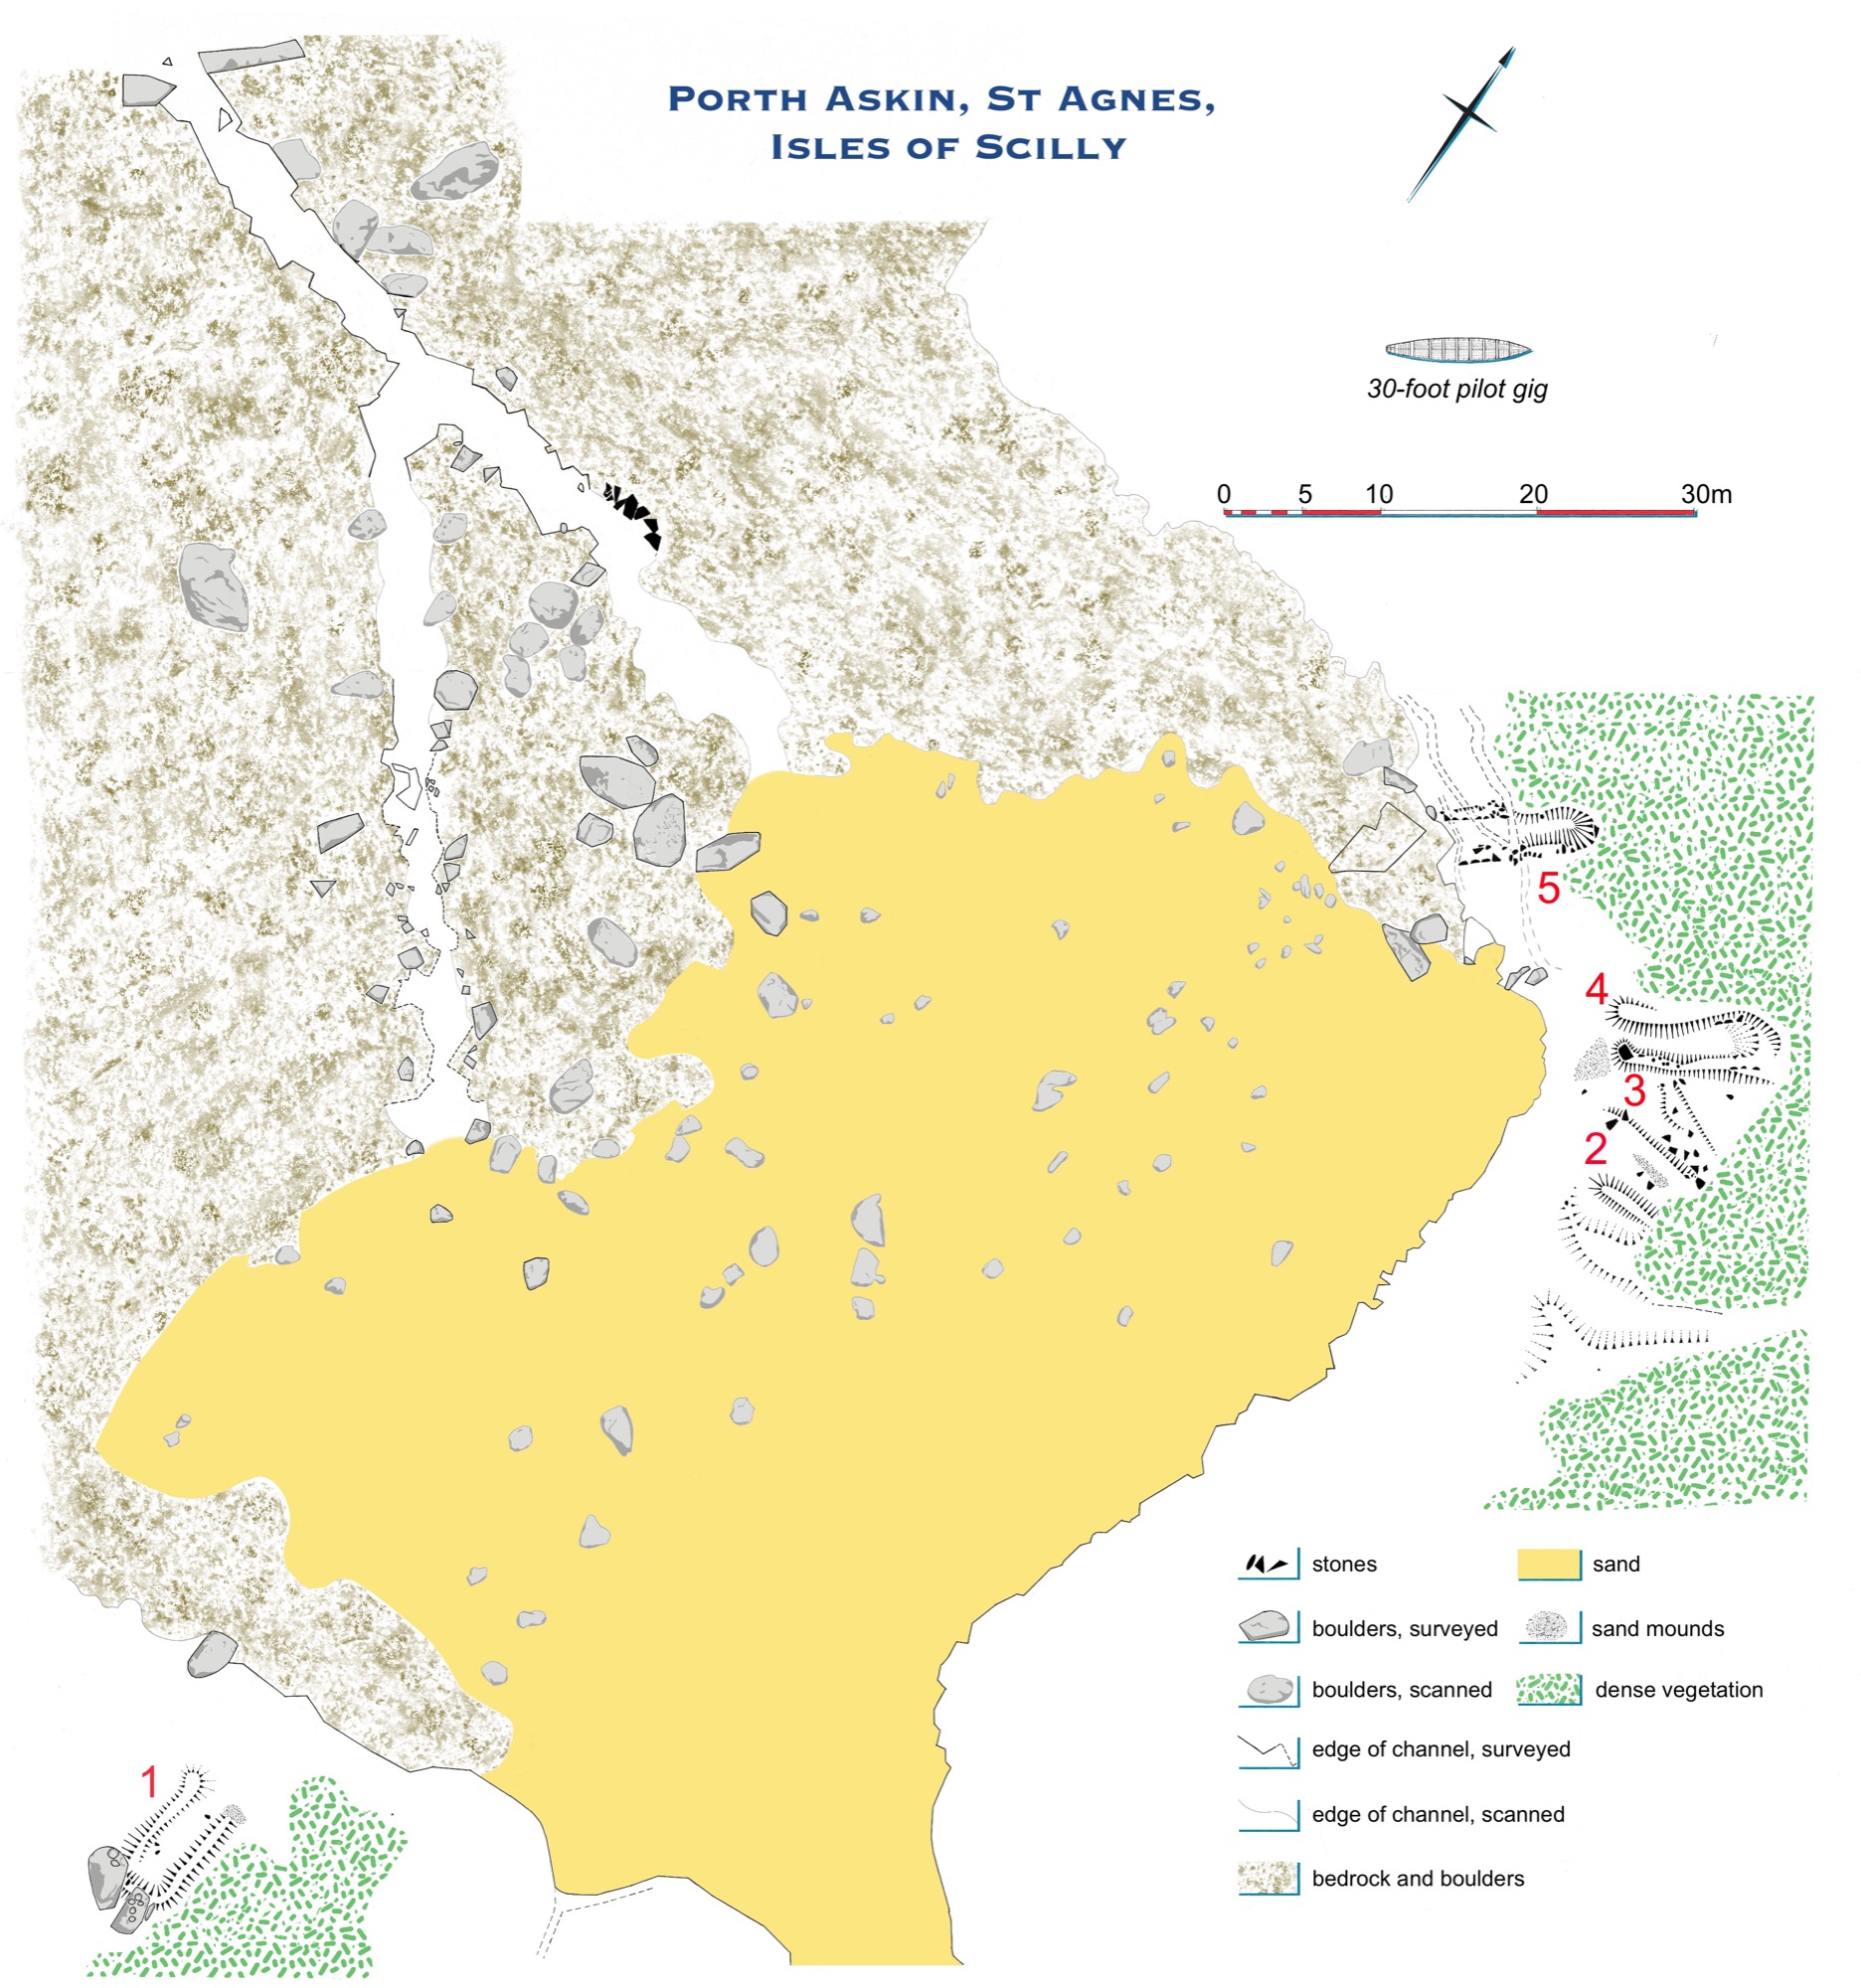 PORTH ASKIN, ST AGNES,
ISLES OF SCILLY
30-foot pilot gig
0 5 10 20 30m
5
4
3
2
1
stones
sand
boulders, surveyed
sand mounds
boulders, scanned
dense vegetation
edge of channel, surveyed
edge of channel, scanned
bedrock and boulders